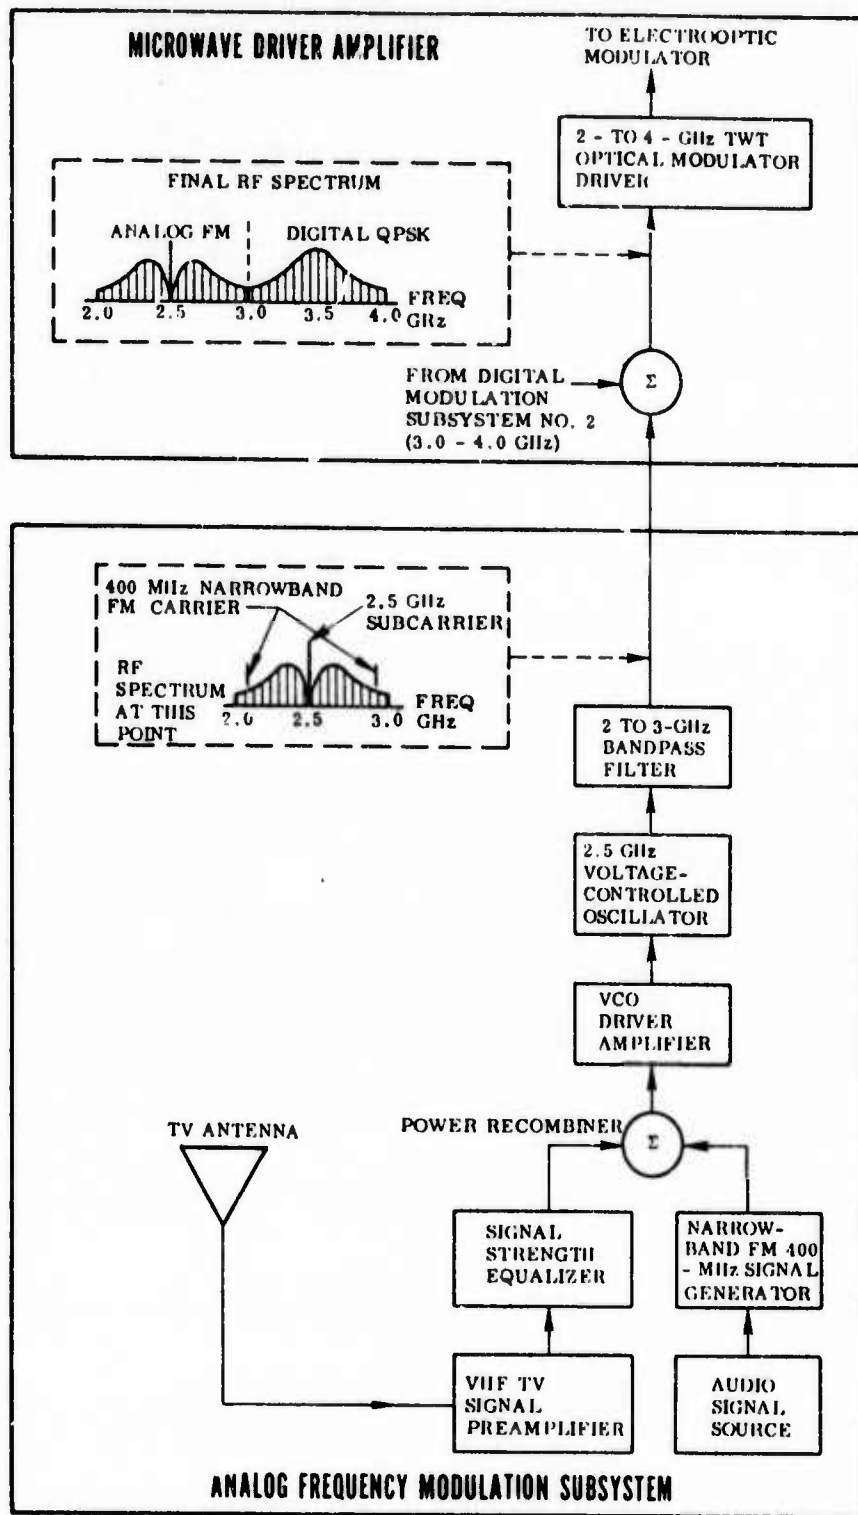 MICROWAVE DRIVER AMPLIFIER
TO ELECTROOPTIC
MODULATOR
2 - TO 4 - GHz TWT
OPTICAL MODULATOR
DRIVER
FINAL RF SPECTRUM
ANALOG FM
DIGITAL QPSK
2.0 2.5 3.0 3.5 4.0
FREQ
GHz
Σ
FROM DIGITAL
MODULATION
SUBSYSTEM NO. 2
(3.0 - 4.0 GHz)
400 MHz NARROWBAND
FM CARRIER
2.5 GHz
SUBCARRIER
RF
SPECTRUM
AT THIS
POINT
2.0 2.5 3.0
FREQ
GHz
2 TO 3-GHz
BANDPASS
FILTER
2.5 GHz
VOLTAGE-
CONTROLLED
OSCILLATOR
VCO
DRIVER
AMPLIFIER
POWER RECOMBINER
Σ
TV ANTENNA
SIGNAL
STRENGTH
EQUALIZER
NARROW-
BAND FM 400
- MHz SIGNAL
GENERATOR
VHF TV
SIGNAL
PREAMPLIFIER
AUDIO
SIGNAL
SOURCE
ANALOG FREQUENCY MODULATION SUBSYSTEM